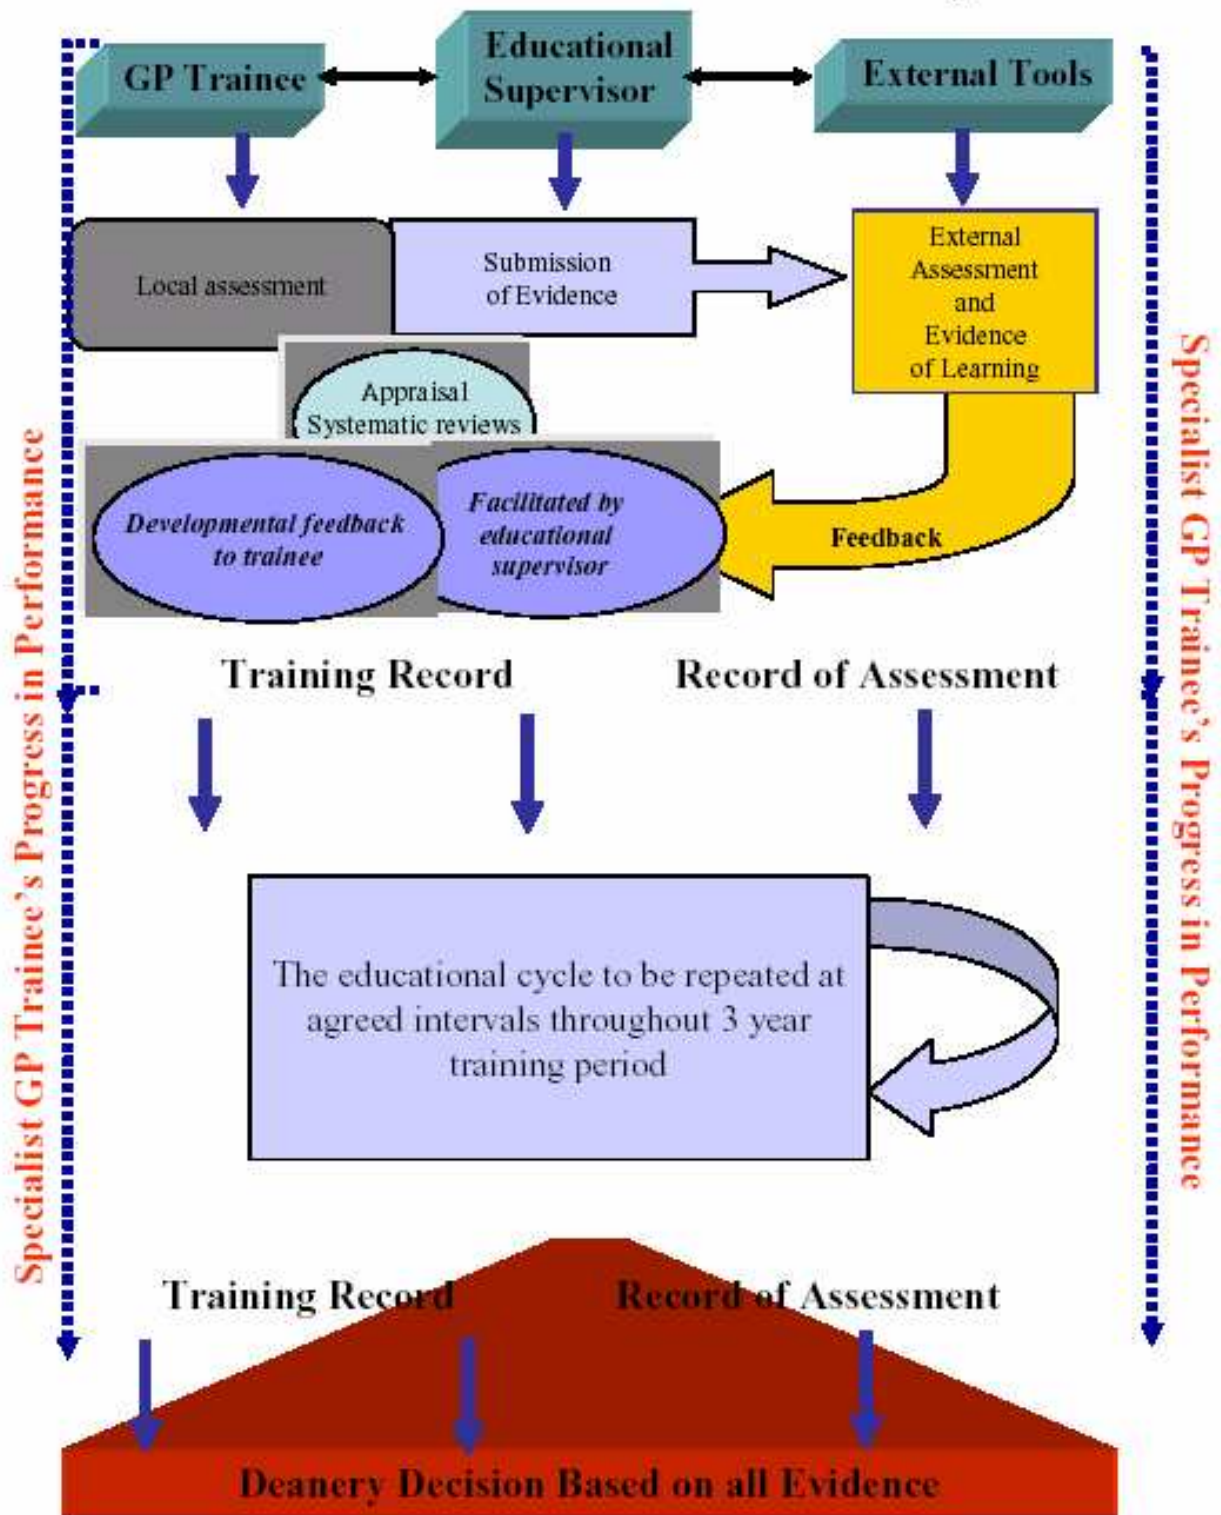 GP Trainee
Educational
Supervisor
External Tools
Local assessment
Submission
of Evidence
External
Assessment
and
Evidence
of Learning
Appraisal
Systematic reviews
Developmental feedback
to trainee
Facilitated by
educational
supervisor
Feedback
Training Record
Record of Assessment
Specialist GP Trainee's Progress in Performance
Specialist GP Trainee's Progress in Performance
The educational cycle to be repeated at
agreed intervals throughout 3 year
training period
Training Record
Record of Assessment
Deanery Decision Based on all Evidence